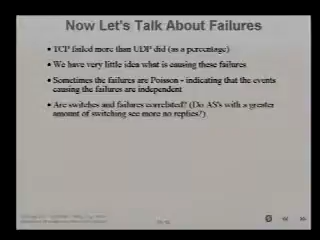 Now Let's Talk About Failures
• TCP failed more than UDP did (as a percentage)
• We have very little idea what is causing these failures
• Sometimes the failures are Poisson - indicating that the events
causing the failures are independent
• Are switches and failures correlated? (Do AS's with a greater
amount of switching see more no replies?)